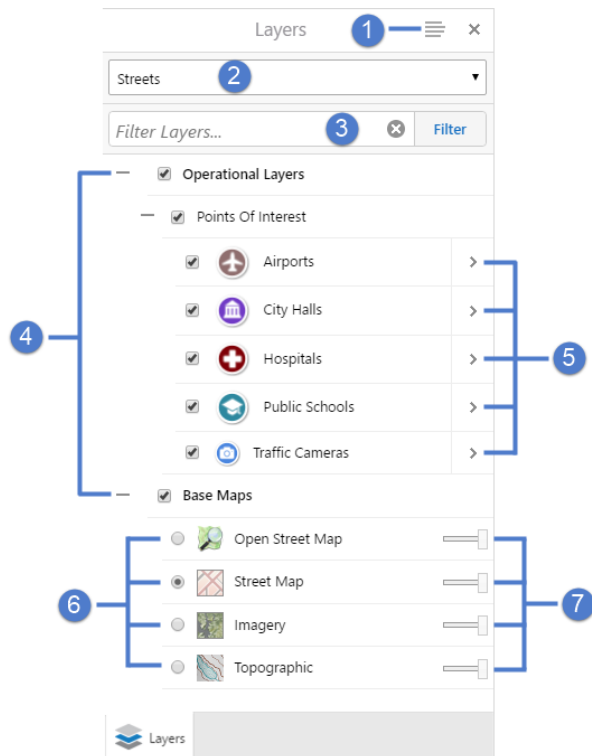 Layers 1
Streets 2
Filter Layers... 3 Filter
Operational Layers
Points Of Interest
Airports
City Halls
4
Hospitals 5
Public Schools
Traffic Cameras
Base Maps
Open Street Map
Street Map
6 7
Imagery
Topographic
Layers